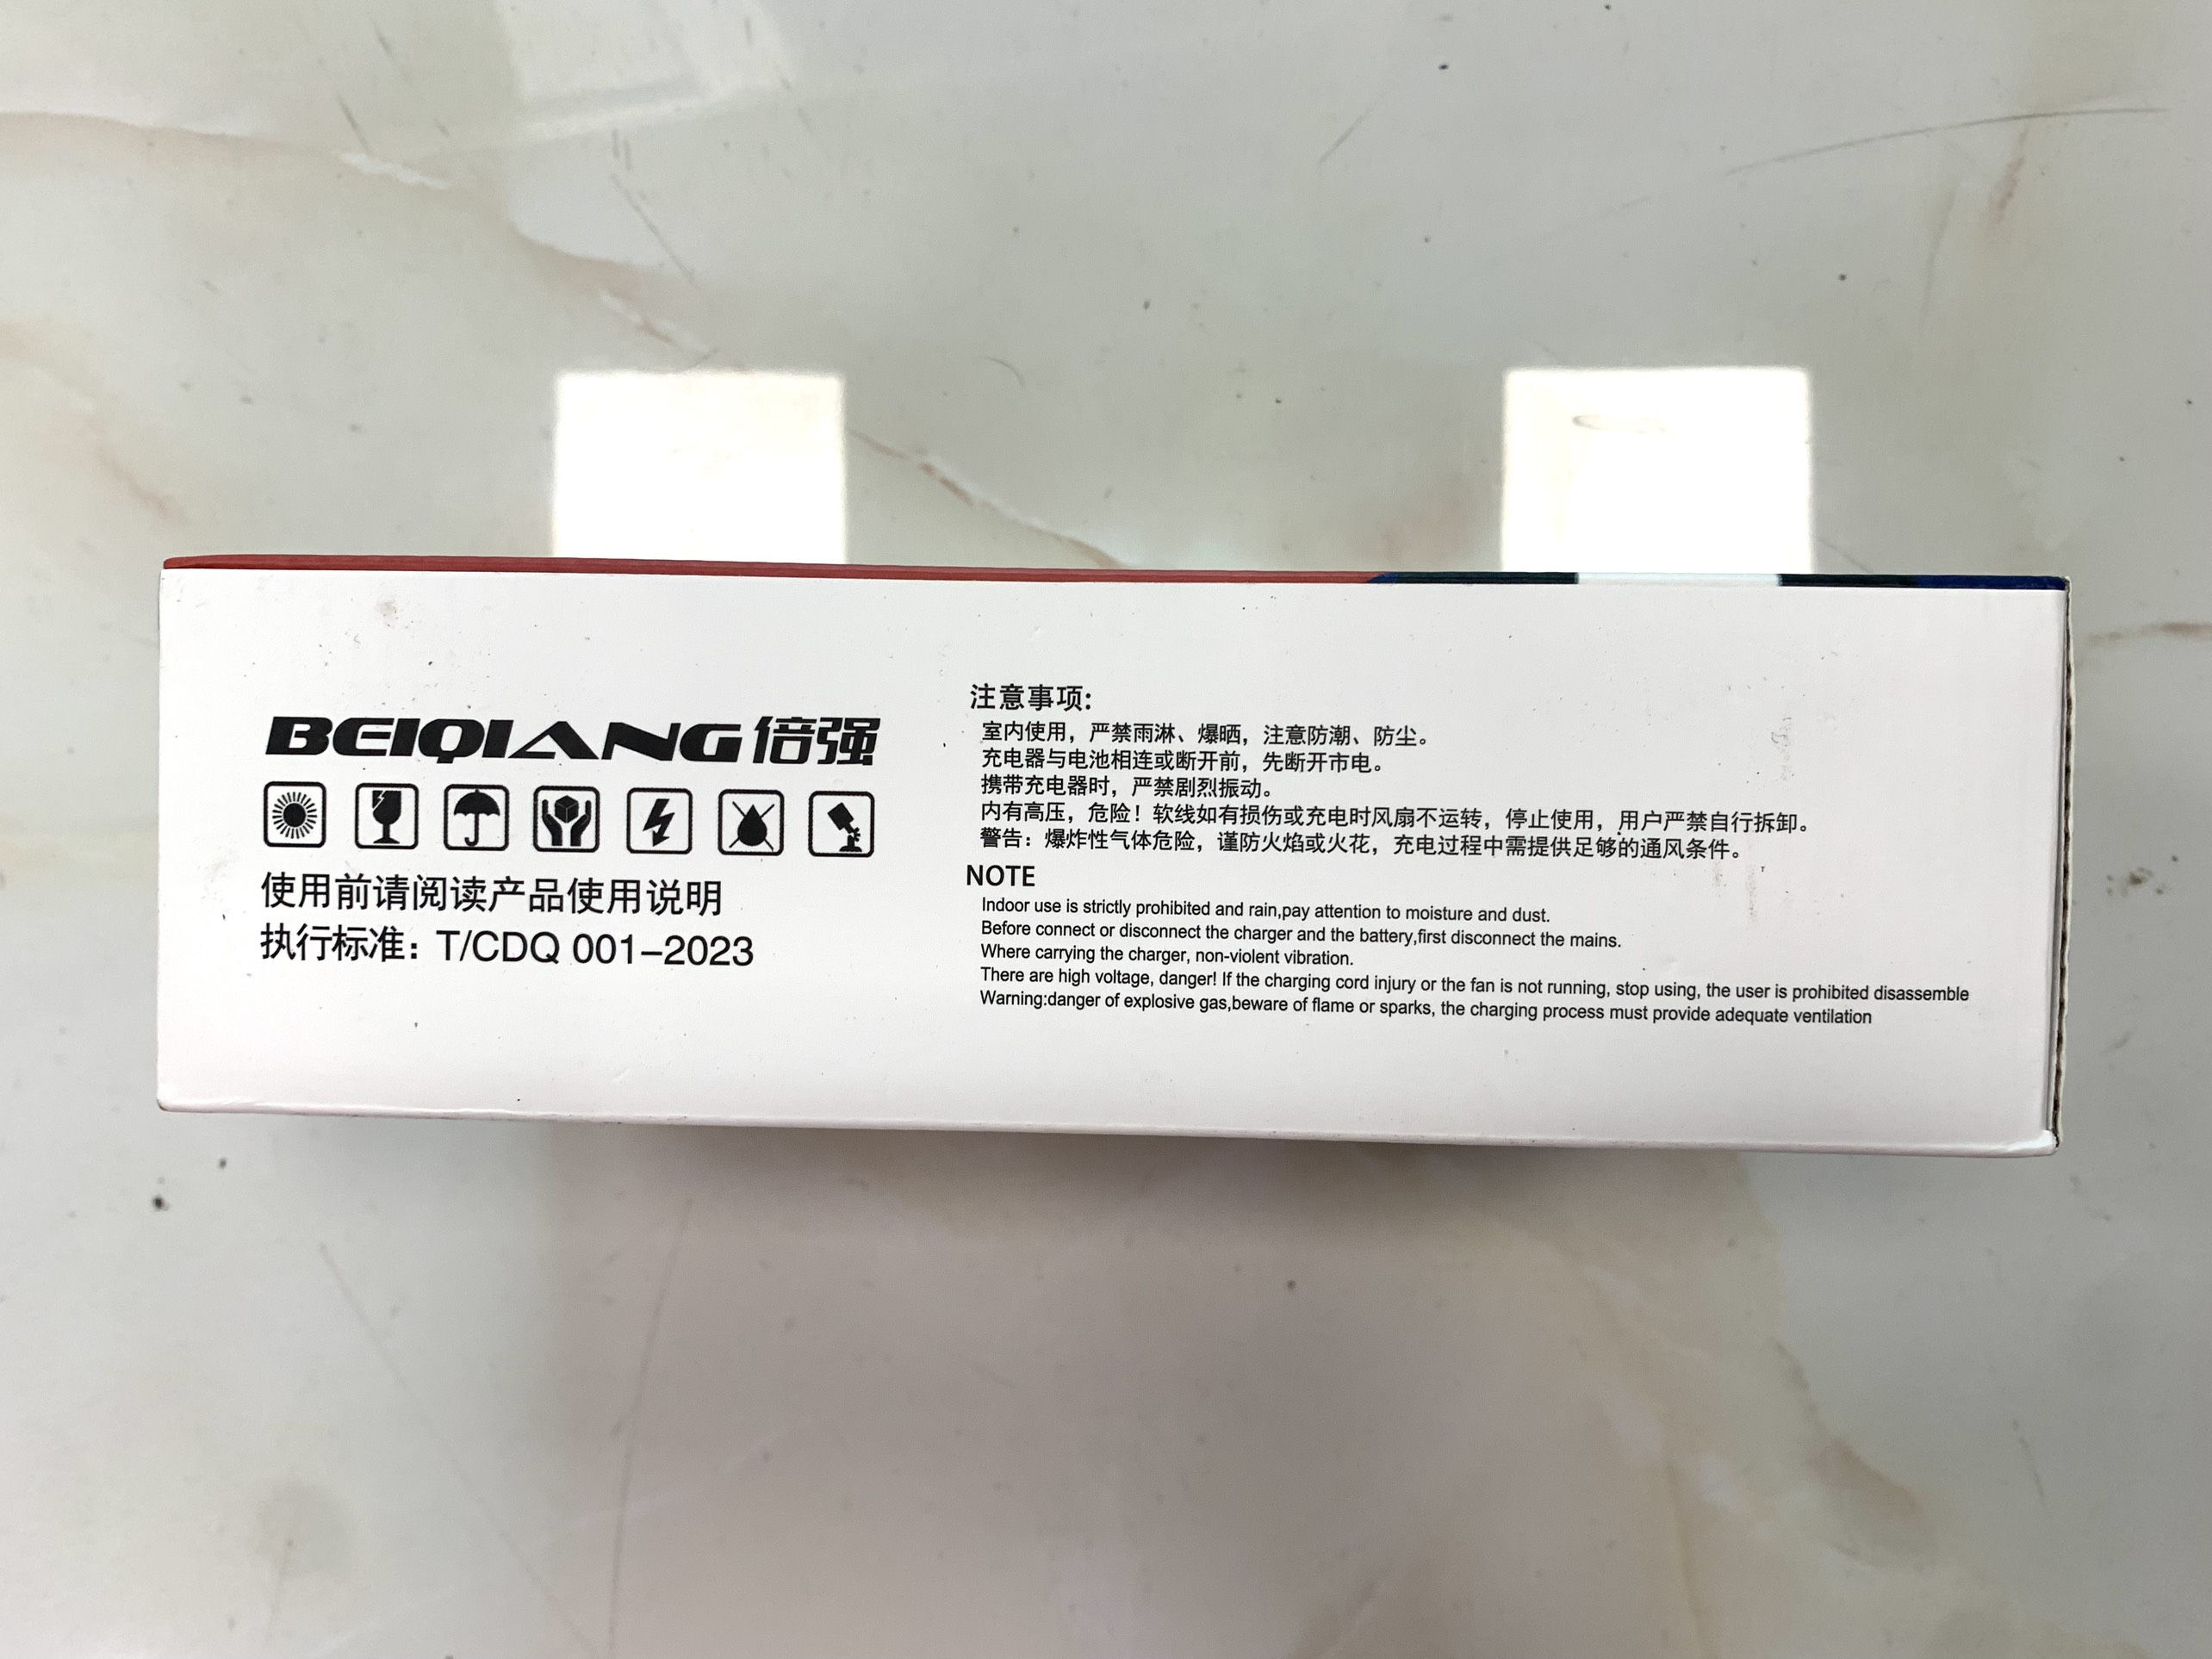 BEIQIANG倍强
使用前请阅读产品使用说明
执行标准：T/CDQ 001-2023
注意事项:
室内使用，严禁雨淋、爆晒，注意防潮、防尘。
充电器与电池相连或断开前，先断开市电。
携带充电器时，严禁剧烈振动。
内有高压，危险！软线如有损伤或充电时风扇不运转，停止使用，用户严禁自行拆卸。
警告：爆炸性气体危险，谨防火焰或火花，充电过程中需提供足够的通风条件。
NOTE
Indoor use is strictly prohibited and rain,pay attention to moisture and dust.
Before connect or disconnect the charger and the battery,first disconnect the mains.
Where carrying the charger, non-violent vibration.
There are high voltage, danger! If the charging cord injury or the fan is not running, stop using, the user is prohibited disassemble
Warning:danger of explosive gas,beware of flame or sparks, the charging process must provide adequate ventilation